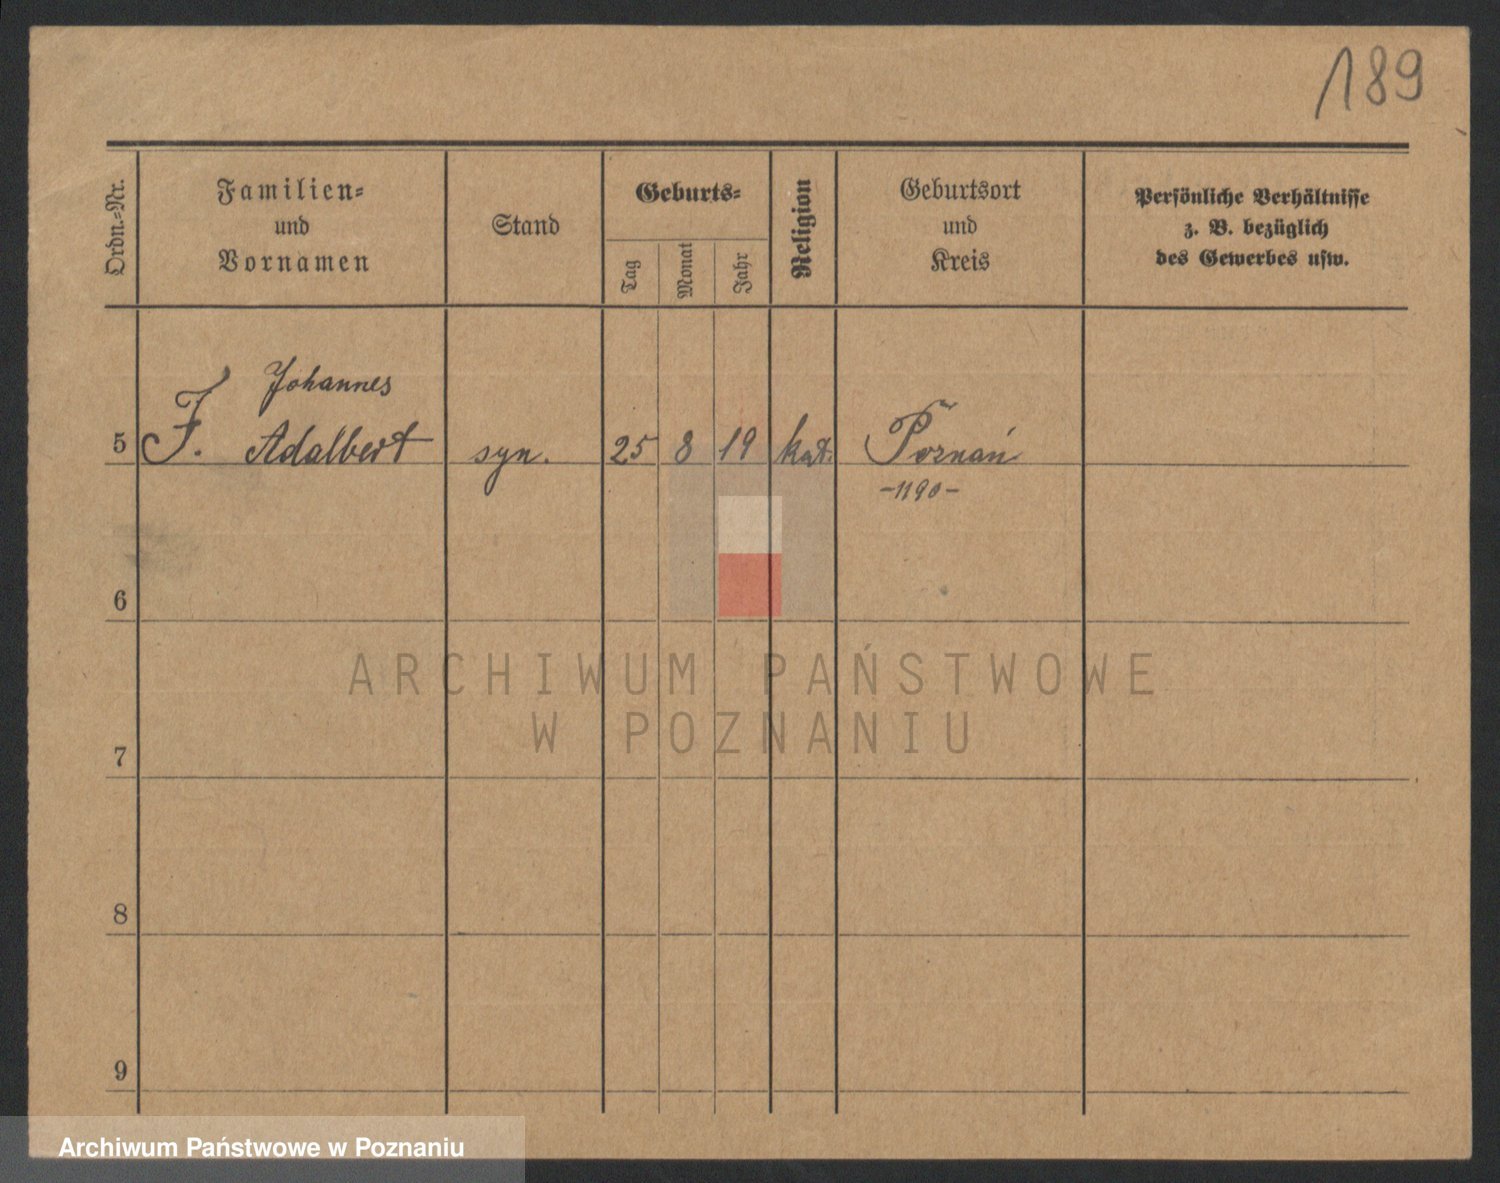 189
Ordn.-Nr.
Familien-
und
Vornamen
Stand
Geburts-
Tag
Monat
Jahr
Religion
Geburtsort
und
Kreis
Persönliche Verhältnisse
z. B. bezüglich
des Gewerbes usw.
Johannes
5 F. Adalbert syn. 25 8 19 kat. Poznań
-1190-
6
ARCHIWUM PAŃSTWOWE
W POZNANIU
7
8
9
Archiwum Państwowe w Poznaniu